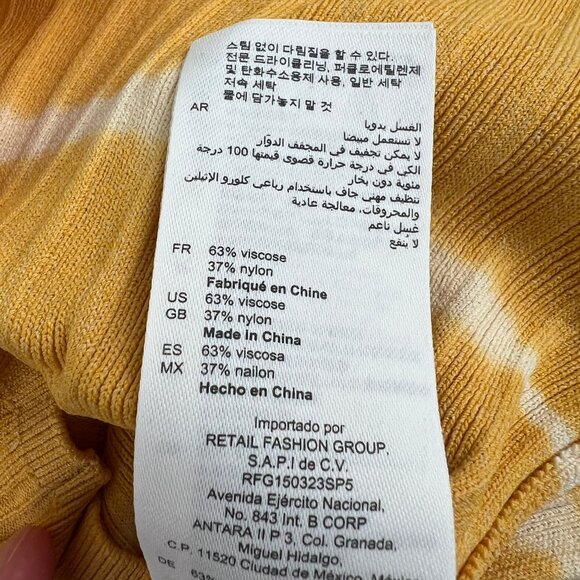 스팀 없이 다림질을 할 수 있다.
전문 드라이클리닝, 퍼클로에틸렌제
및 탄화수소용제 사용, 일반 세탁
저속 세탁
물에 담가놓지 말 것
AR
الغسل يدويا
لا تستعمل مبيضا
لا يمكن تجفيف في المجفف الدوّار
الكي في درجة حرارة قصوى قيمتها 100 درجة
مئوية دون بخار
تنظيف مهني جاف باستخدام رباعي كلورو الإثيلين
والمحروقات، معالجة عادية
غسيل ناعم
لا ينقع
FR 63% viscose
37% nylon
Fabriqué en Chine
US 63% viscose
GB 37% nylon
Made in China
ES 63% viscosa
MX 37% nailon
Hecho en China
Importado por
RETAIL FASHION GROUP.
S.A.P.I de C.V.
RFG150323SP5
Avenida Ejército Nacional,
No. 843 Int. B CORP
ANTARA II P 3. Col. Granada,
Miguel Hidalgo,
C.P. 11520 Ciudad de México, México
DE 63%